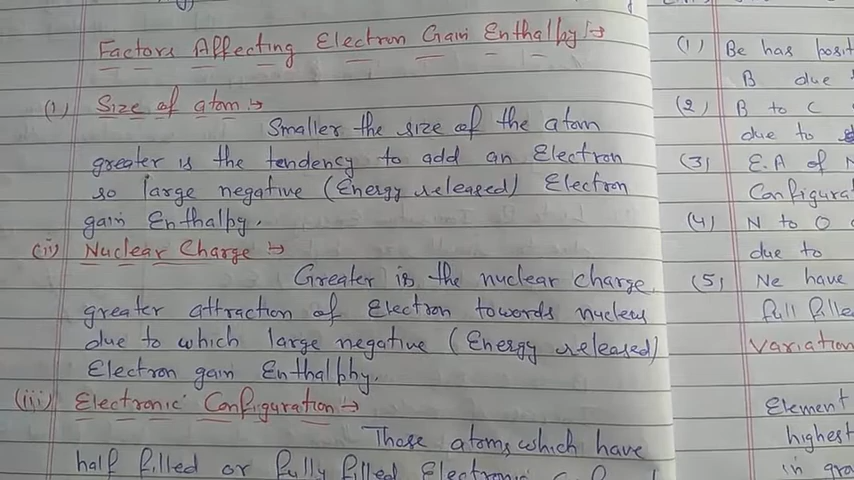 Factors Affecting Electron Gain Enthalpy :→
(i) Size of atom :→
Smaller the size of the atom
greater is the tendency to add an Electron
so large negative (Energy released) Electron
gain Enthalpy.
(ii) Nuclear Charge :→
Greater is the nuclear charge,
greater attraction of Electron towards nucleus
due to which large negative (Energy released)
Electron gain Enthalphy.
(iii) Electronic Configuration →
Those atoms which have
half filled or fully filled Electronic
(1) Be has posit
B due
(2) B to C
due to
(3) E.A of N
Configurat
(4) N to O
due to
(5) Ne have
full fille
Variation
Element
highest
in gro